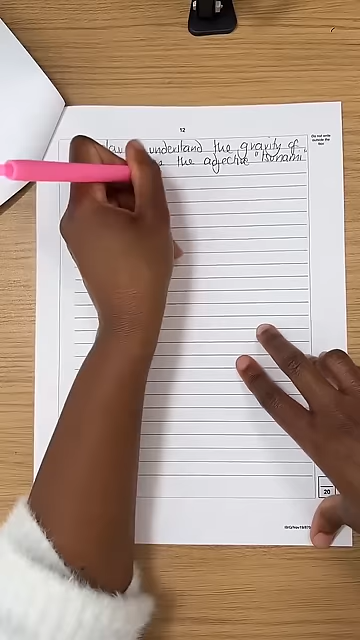 12
Do not write
outside the
box
understand the gravity of
the adjective "tsunami"
20